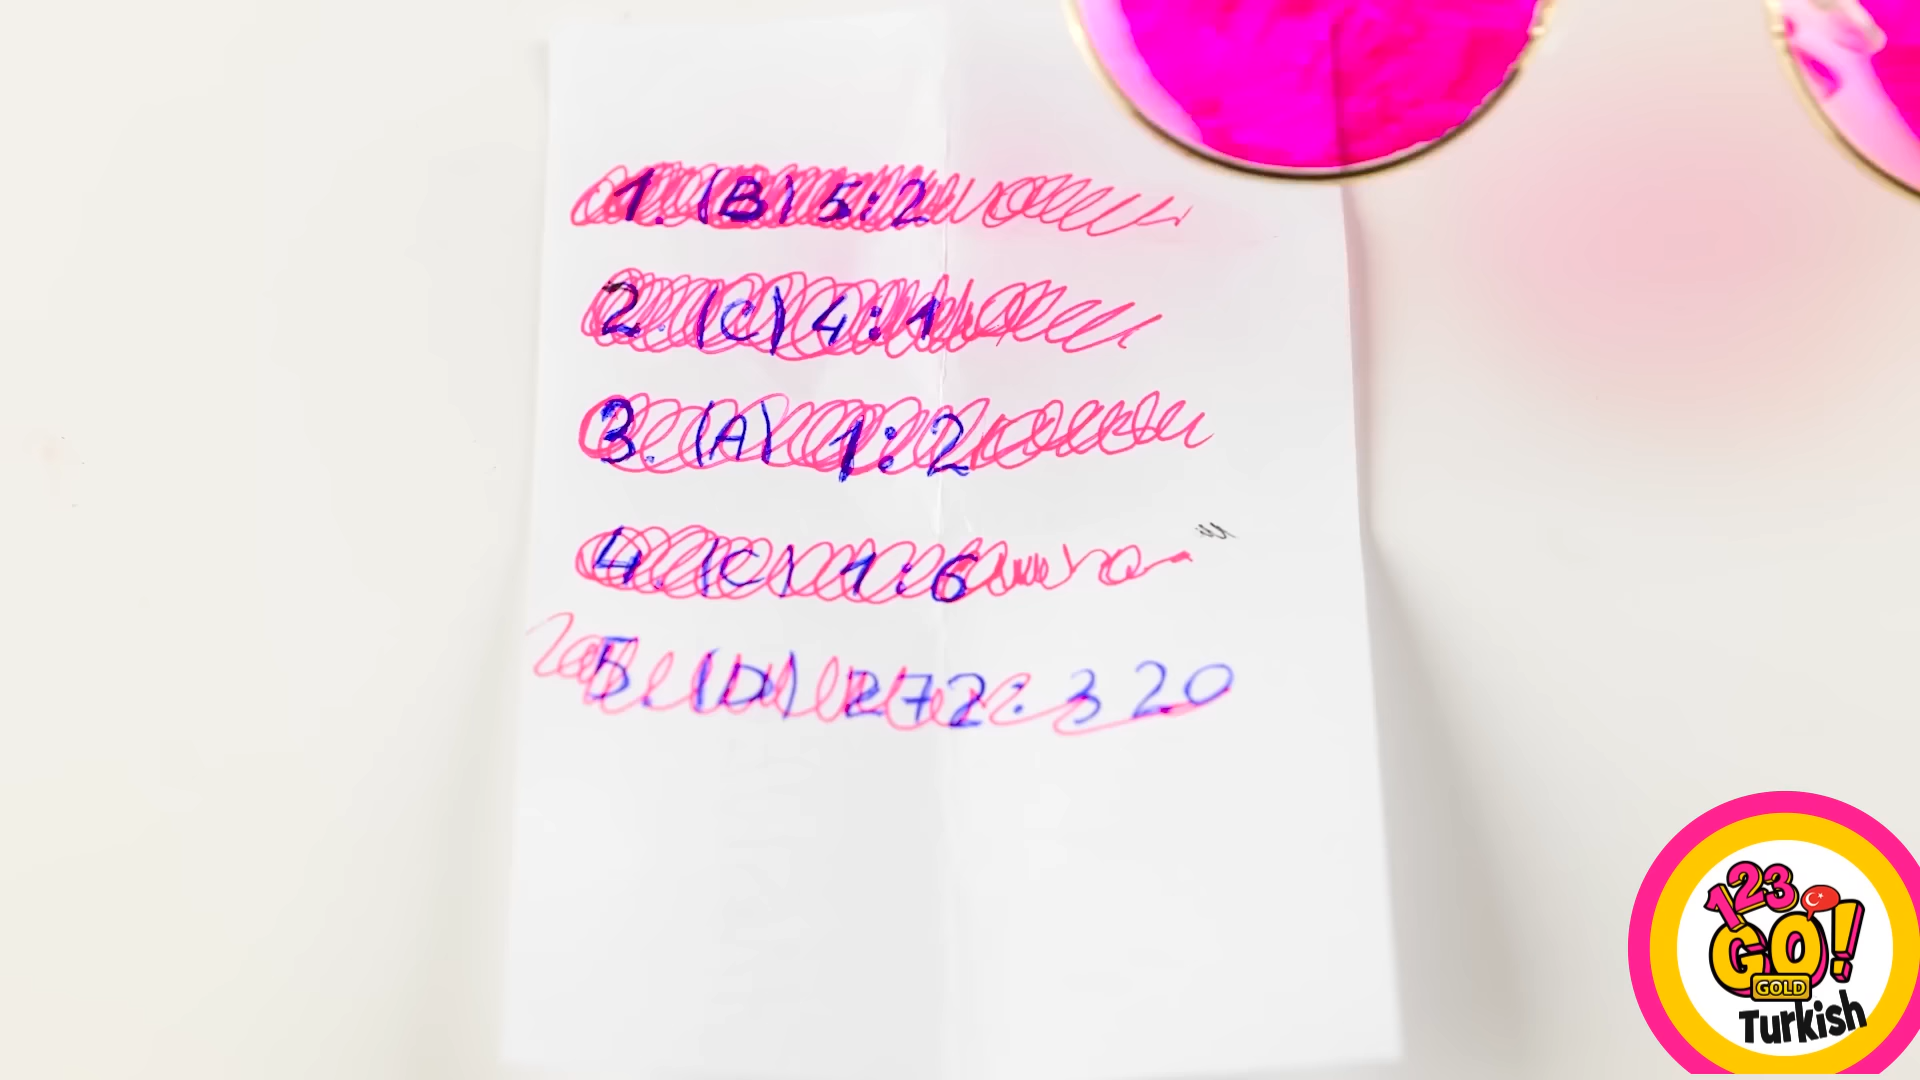 1. (B) 5:2
2. (C) 4:1
3. (A) 1:2
4. (C) 1:6
5. (D) 272:320
123
GO!
GOLD
Turkish